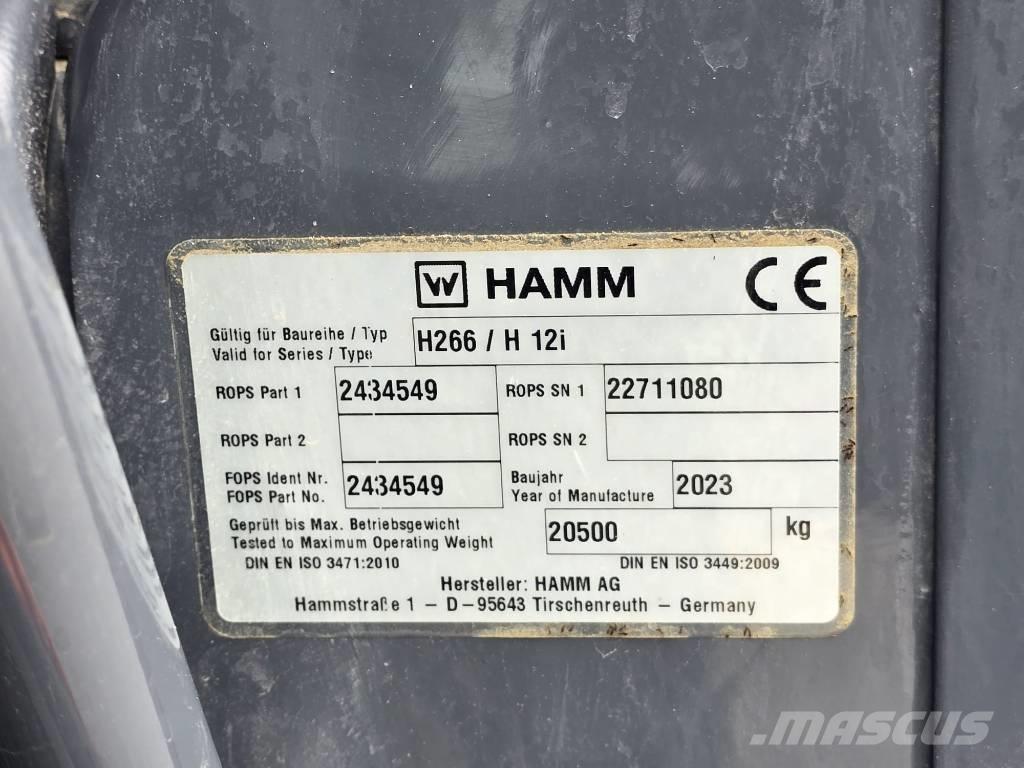 HAMM CE
Gültig für Baureihe / Typ
Valid for Series / Type H266 / H 12i
ROPS Part 1 2434549 ROPS SN 1 22711080
ROPS Part 2 ROPS SN 2
FOPS Ident Nr.
FOPS Part No. 2434549
Baujahr
Year of Manufacture 2023
Geprüft bis Max. Betriebsgewicht
Tested to Maximum Operating Weight 20500 kg
DIN EN ISO 3471:2010 DIN EN ISO 3449:2009
Hersteller: HAMM AG
Hammstraße 1 – D–95643 Tirschenreuth – Germany
MASCUS